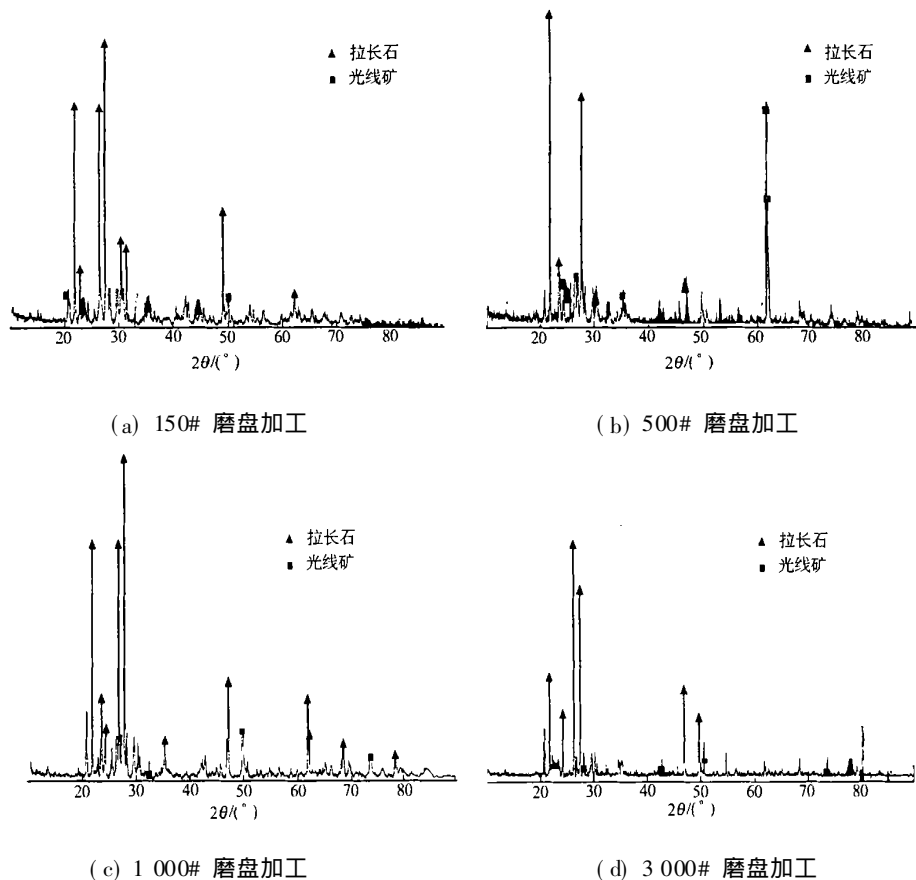 ▲ 拉长石
■ 光线矿
20 30 40 50 60 70 80
2θ/(°)
(a) 150# 磨盘加工
▲ 拉长石
■ 光线矿
20 30 40 50 60 70 80
2θ/(°)
(b) 500# 磨盘加工
▲ 拉长石
■ 光线矿
20 30 40 50 60 70 80
2θ/(°)
(c) 1 000# 磨盘加工
▲ 拉长石
■ 光线矿
20 30 40 50 60 70 80 90
2θ/(°)
(d) 3 000# 磨盘加工